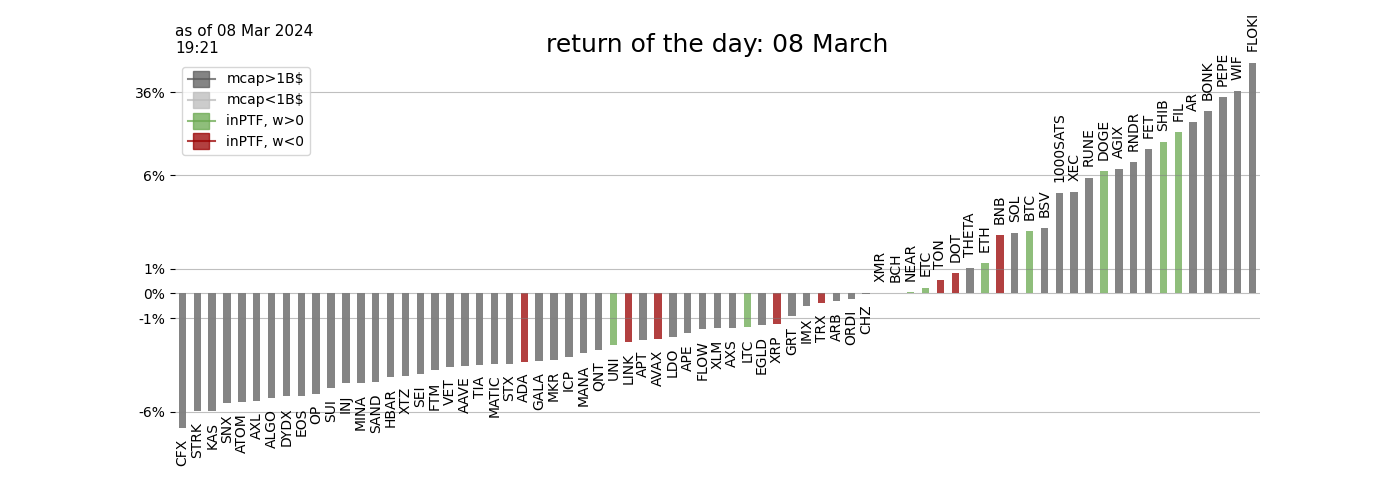 as of 08 Mar 2024
19:21
return of the day: 08 March
mcap>1B$
mcap<1B$
inPTF, w>0
inPTF, w<0
36%
6%
1%
0%
-1%
-6%
CFX
STRK
KAS
SNX
ATOM
AXL
ALGO
DYDX
EOS
OP
SUI
INJ
MINA
SAND
HBAR
XTZ
SEI
FTM
VET
AAVE
TIA
MATIC
STX
ADA
GALA
MKR
ICP
MANA
QNT
UNI
LINK
APT
AVAX
LDO
APE
FLOW
XLM
AXS
LTC
EGLD
XRP
GRT
IMX
TRX
ARB
ORDI
CHZ
XMR
BCH
NEAR
ETC
TON
DOT
THETA
ETH
BNB
SOL
BTC
BSV
1000SATS
XEC
RUNE
DOGE
AGIX
RNDR
FET
SHIB
FIL
AR
BONK
PEPE
WIF
FLOKI